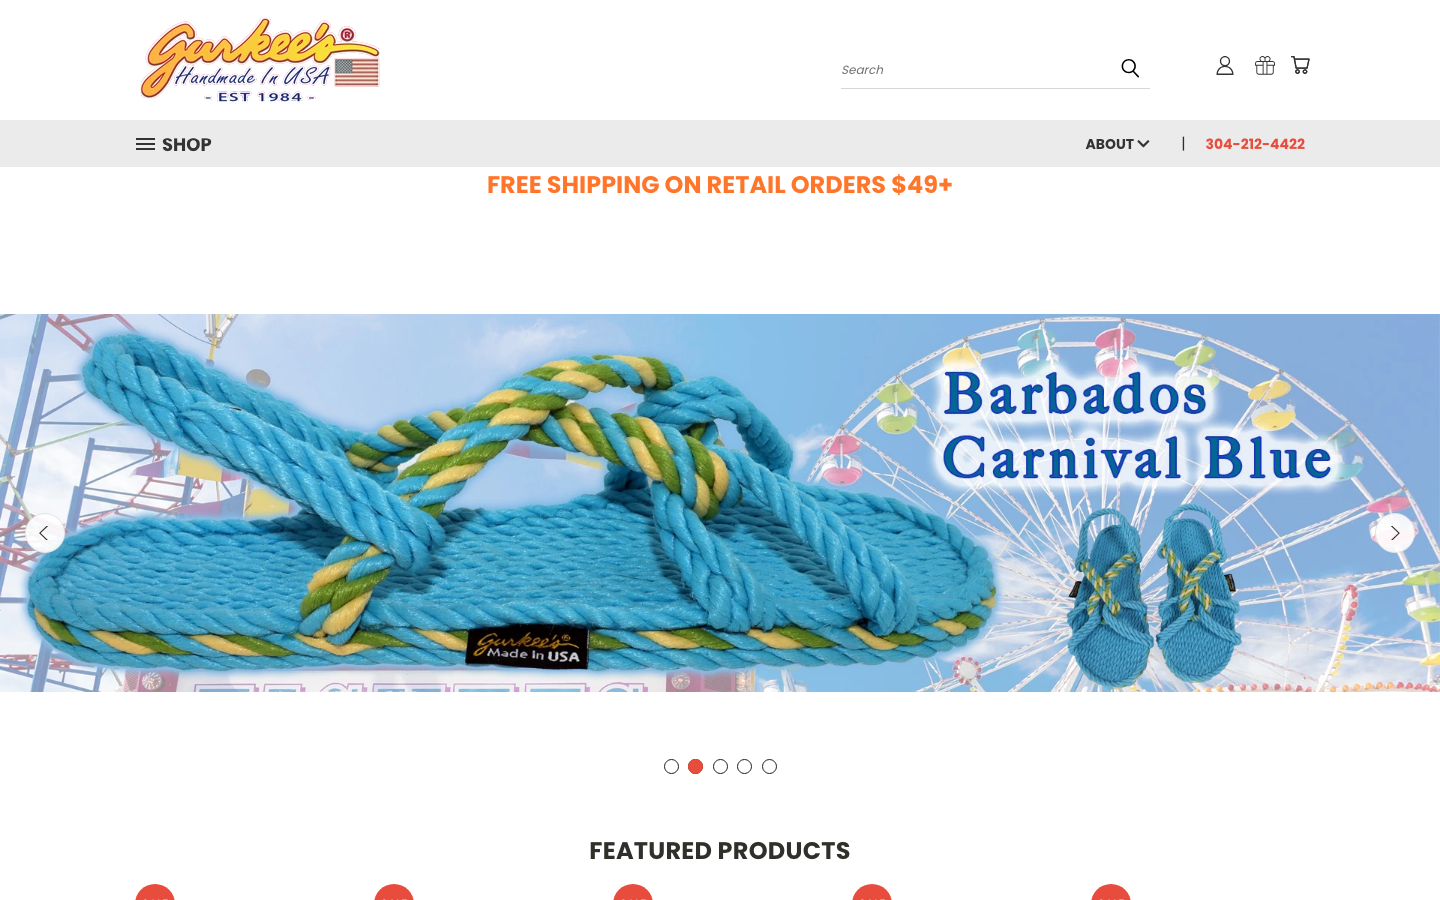 Gurkee's®
Handmade In USA
- EST 1984 -
Search
SHOP
ABOUT
|
304-212-4422
FREE SHIPPING ON RETAIL ORDERS $49+
Barbados
Carnival Blue
Gurkee's®
Made in USA
FEATURED PRODUCTS